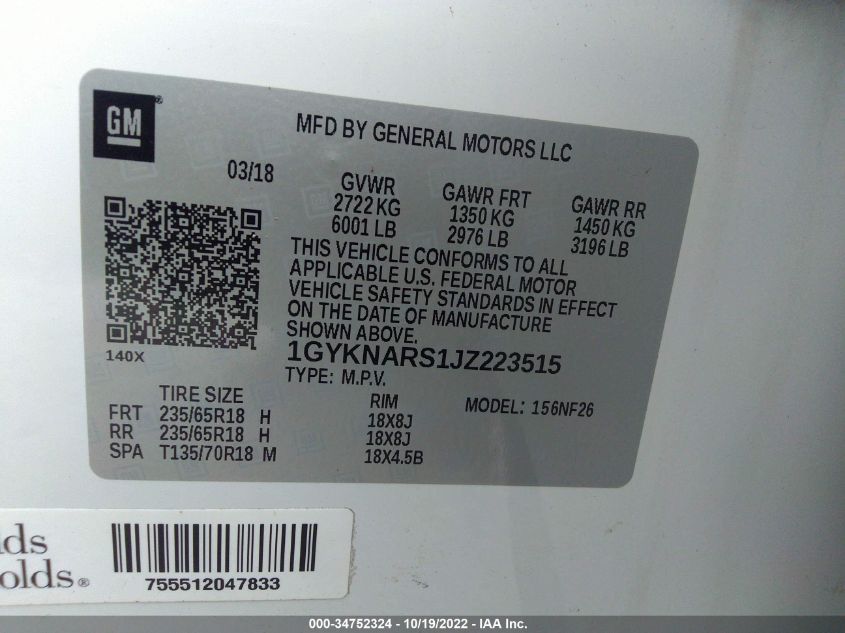 GM®
MFD BY GENERAL MOTORS LLC
03/18
GVWR GAWR FRT GAWR RR
2722 KG 1350 KG 1450 KG
6001 LB 2976 LB 3196 LB
THIS VEHICLE CONFORMS TO ALL
APPLICABLE U.S. FEDERAL MOTOR
VEHICLE SAFETY STANDARDS IN EFFECT
ON THE DATE OF MANUFACTURE
SHOWN ABOVE.
140X
1GYKNARS1JZ223515
TYPE: M.P.V.
TIRE SIZE RIM MODEL: 156NF26
FRT 235/65R18 H 18X8J
RR 235/65R18 H 18X8J
SPA T135/70R18 M 18X4.5B
lds
olds®
755512047833
000-34752324 - 10/19/2022 - IAA Inc.